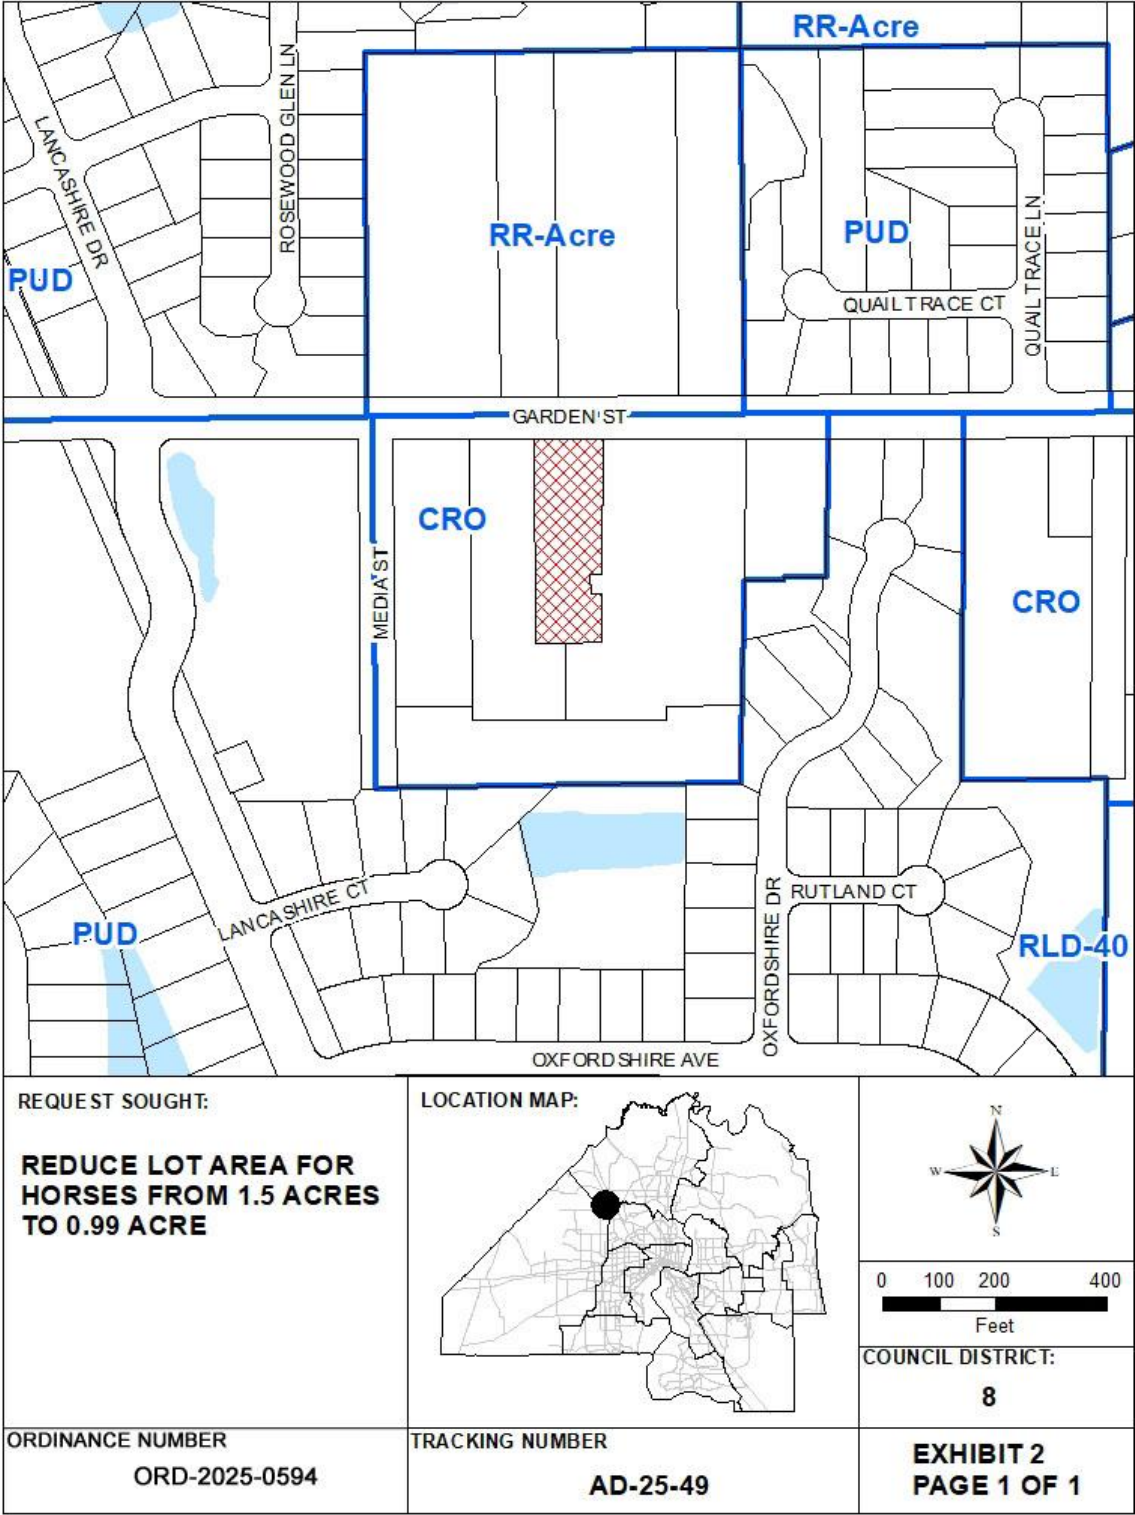 RR-Acre
LANCASHIRE DR
ROSEWOOD GLEN LN
RR-Acre
PUD
QUAIL TRACE LN
PUD
QUAIL TRACE CT
GARDEN ST
CRO
MEDIA ST
CRO
LANCASHIRE CT
PUD
OXFORDSHIRE DR
RUTLAND CT
RLD-40
OXFORDSHIRE AVE
REQUEST SOUGHT:
REDUCE LOT AREA FOR
HORSES FROM 1.5 ACRES
TO 0.99 ACRE
LOCATION MAP:
N
W E
S
0 100 200 400
Feet
COUNCIL DISTRICT:
8
ORDINANCE NUMBER
ORD-2025-0594
TRACKING NUMBER
AD-25-49
EXHIBIT 2
PAGE 1 OF 1